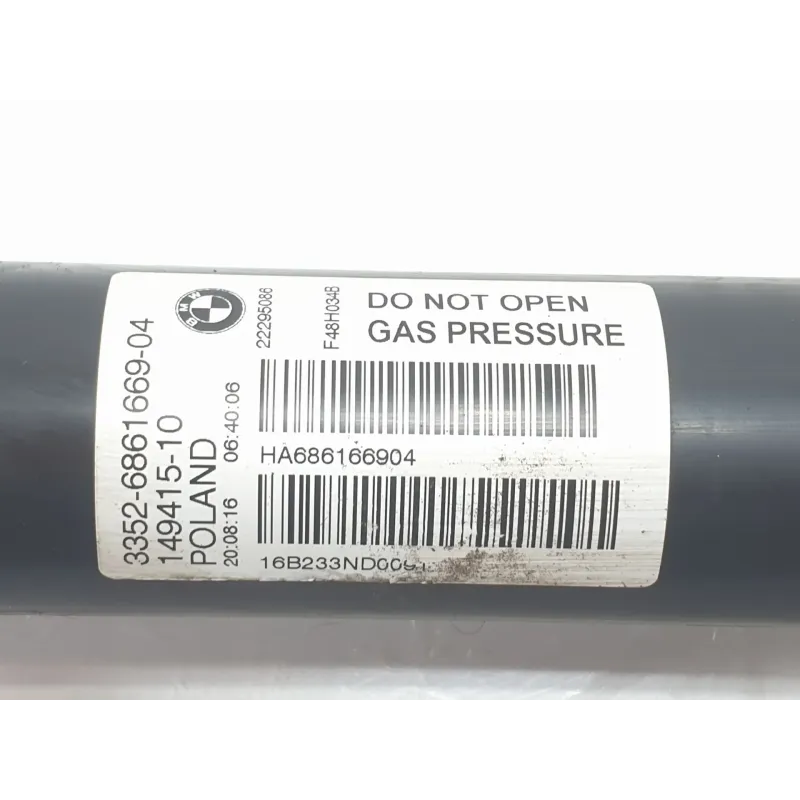 BMW
3352-6861669-04
149415-10
POLAND
20:08:16 06:40:06
22295086
F48H034B
DO NOT OPEN
GAS PRESSURE
HA686166904